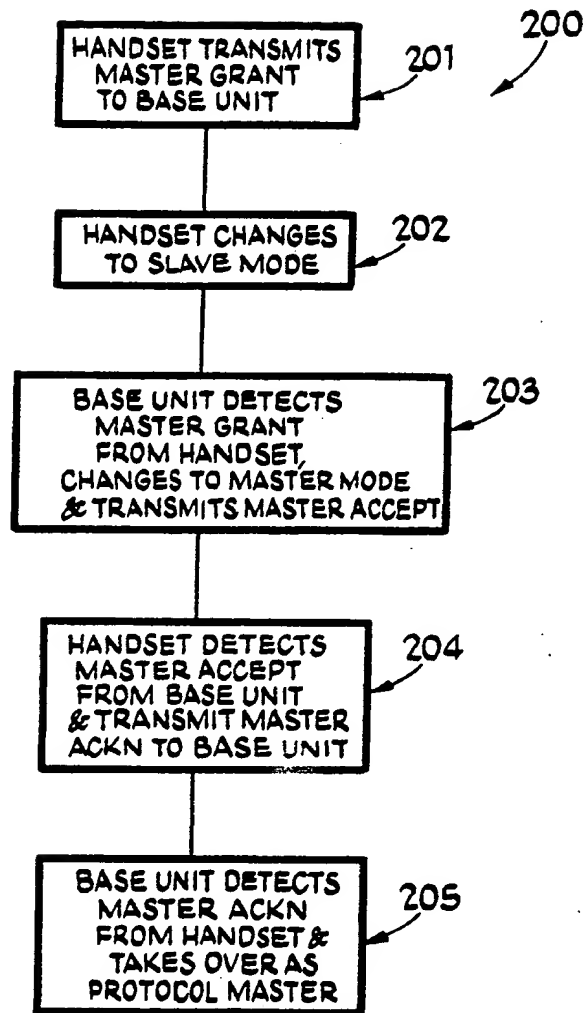 200
HANDSET TRANSMITS
MASTER GRANT
TO BASE UNIT
201
HANDSET CHANGES
TO SLAVE MODE
202
BASE UNIT DETECTS
MASTER GRANT
FROM HANDSET,
CHANGES TO MASTER MODE
& TRANSMITS MASTER ACCEPT
203
HANDSET DETECTS
MASTER ACCEPT
FROM BASE UNIT
& TRANSMIT MASTER
ACKN TO BASE UNIT
204
BASE UNIT DETECTS
MASTER ACKN
FROM HANDSET &
TAKES OVER AS
PROTOCOL MASTER
205